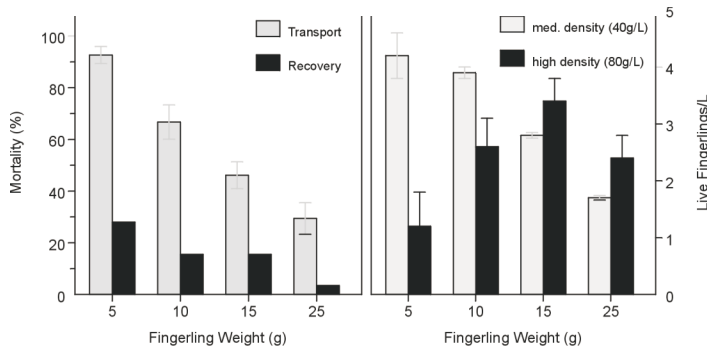 100
80
60
40
20
0
Mortality (%)
Transport
Recovery
5 10 15 25
Fingerling Weight (g)
med. density (40g/L)
high density (80g/L)
5
4
3
2
1
0
Live Fingerlings/L
5 10 15 25
Fingerling Weight (g)